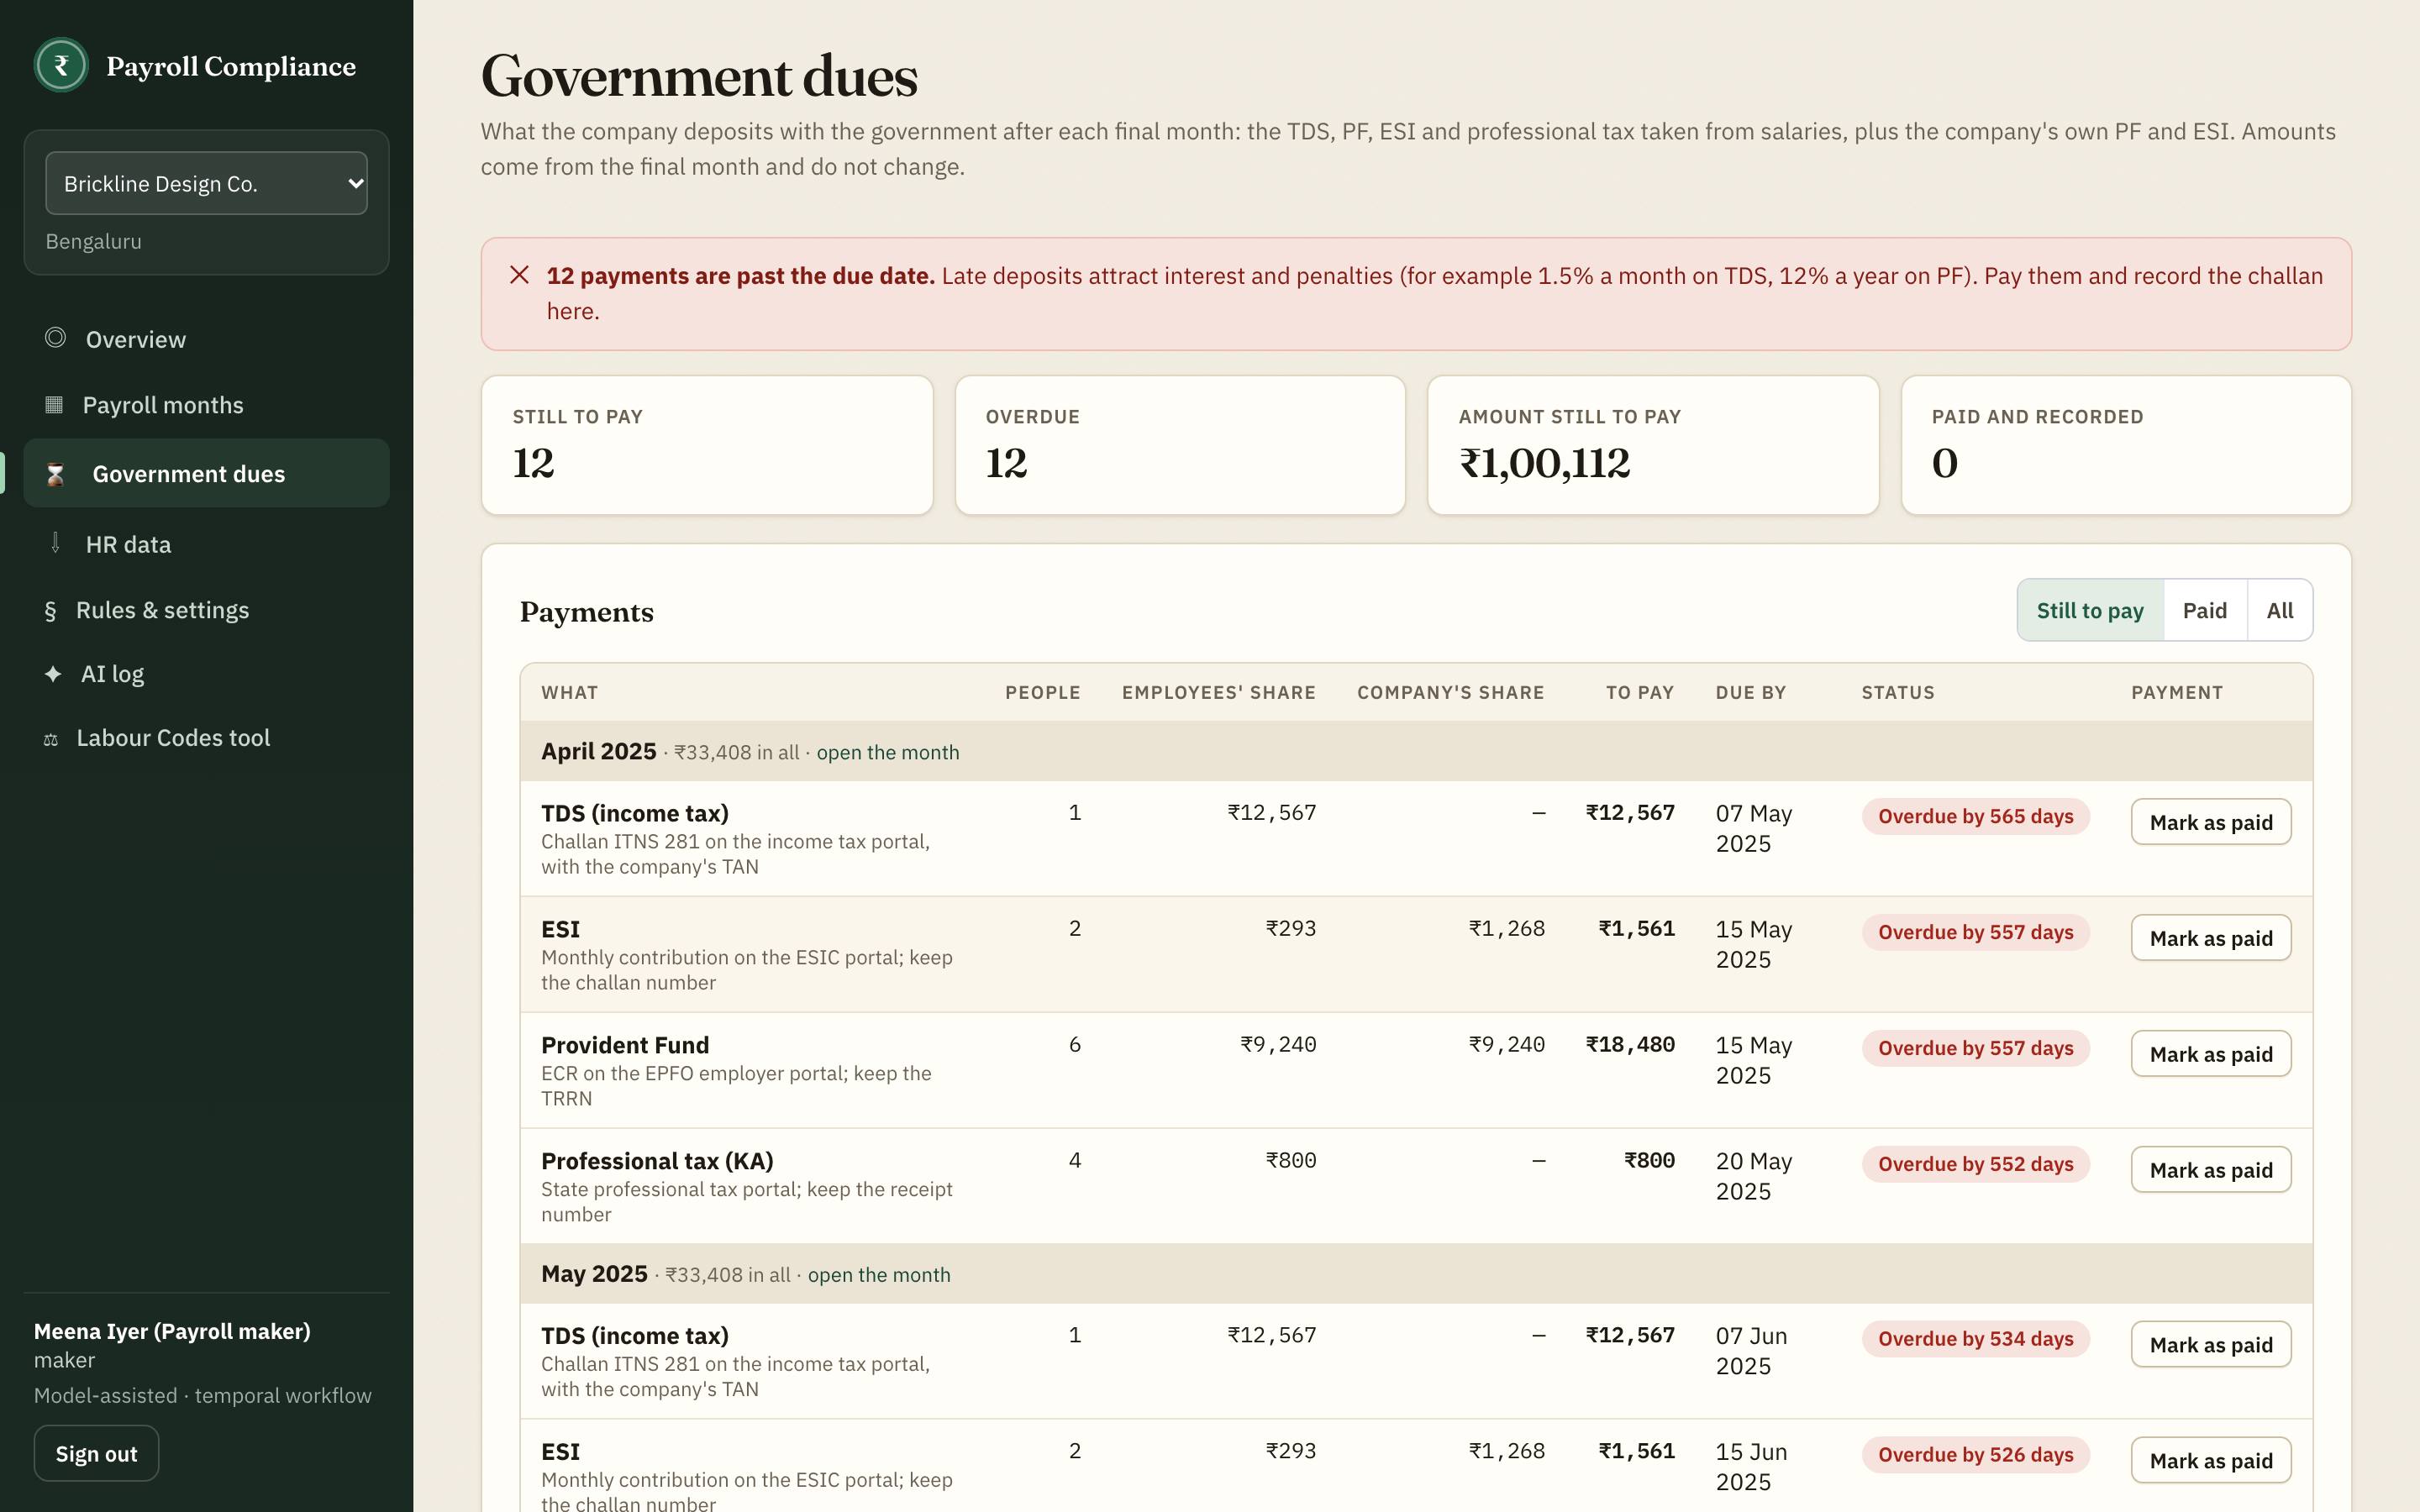 ₹ Payroll Compliance
Brickline Design Co.
Bengaluru
Overview
Payroll months
Government dues
HR data
§ Rules & settings
AI log
Labour Codes tool
Meena Iyer (Payroll maker)
maker
Model-assisted · temporal workflow
Sign out
Government dues
What the company deposits with the government after each final month: the TDS, PF, ESI and professional tax taken from salaries, plus the company's own PF and ESI. Amounts
come from the final month and do not change.
12 payments are past the due date. Late deposits attract interest and penalties (for example 1.5% a month on TDS, 12% a year on PF). Pay them and record the challan
here.
STILL TO PAY
12
OVERDUE
12
AMOUNT STILL TO PAY
₹1,00,112
PAID AND RECORDED
0
Payments
Still to pay Paid All
WHAT PEOPLE EMPLOYEES' SHARE COMPANY'S SHARE TO PAY DUE BY STATUS PAYMENT
April 2025 · ₹33,408 in all · open the month
TDS (income tax) 1 ₹12,567 – ₹12,567 07 May Overdue by 565 days Mark as paid
2025
Challan ITNS 281 on the income tax portal,
with the company's TAN
ESI 2 ₹293 ₹1,268 ₹1,561 15 May Overdue by 557 days Mark as paid
2025
Monthly contribution on the ESIC portal; keep
the challan number
Provident Fund 6 ₹9,240 ₹9,240 ₹18,480 15 May Overdue by 557 days Mark as paid
2025
ECR on the EPFO employer portal; keep the
TRRN
Professional tax (KA) 4 ₹800 – ₹800 20 May Overdue by 552 days Mark as paid
2025
State professional tax portal; keep the receipt
number
May 2025 · ₹33,408 in all · open the month
TDS (income tax) 1 ₹12,567 – ₹12,567 07 Jun Overdue by 534 days Mark as paid
2025
Challan ITNS 281 on the income tax portal,
with the company's TAN
ESI 2 ₹293 ₹1,268 ₹1,561 15 Jun Overdue by 526 days Mark as paid
2025
Monthly contribution on the ESIC portal; keep
the challan number